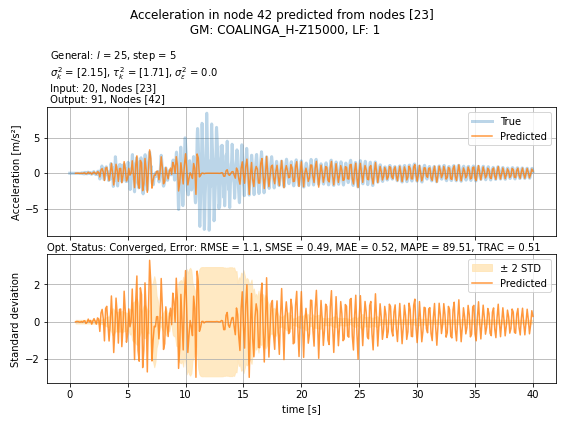 Acceleration in node 42 predicted from nodes [23]
GM: COALINGA_H-Z15000, LF: 1
General: l = 25, step = 5
σ²ₖ = [2.15], τ²ₖ = [1.71], σ²ε = 0.0
Input: 20, Nodes [23]
Output: 91, Nodes [42]
True
Predicted
Acceleration [m/s²]
5
0
−5
Opt. Status: Converged, Error: RMSE = 1.1, SMSE = 0.49, MAE = 0.52, MAPE = 89.51, TRAC = 0.51
± 2 STD
Predicted
Standard deviation
2
0
−2
0 5 10 15 20 25 30 35 40
time [s]